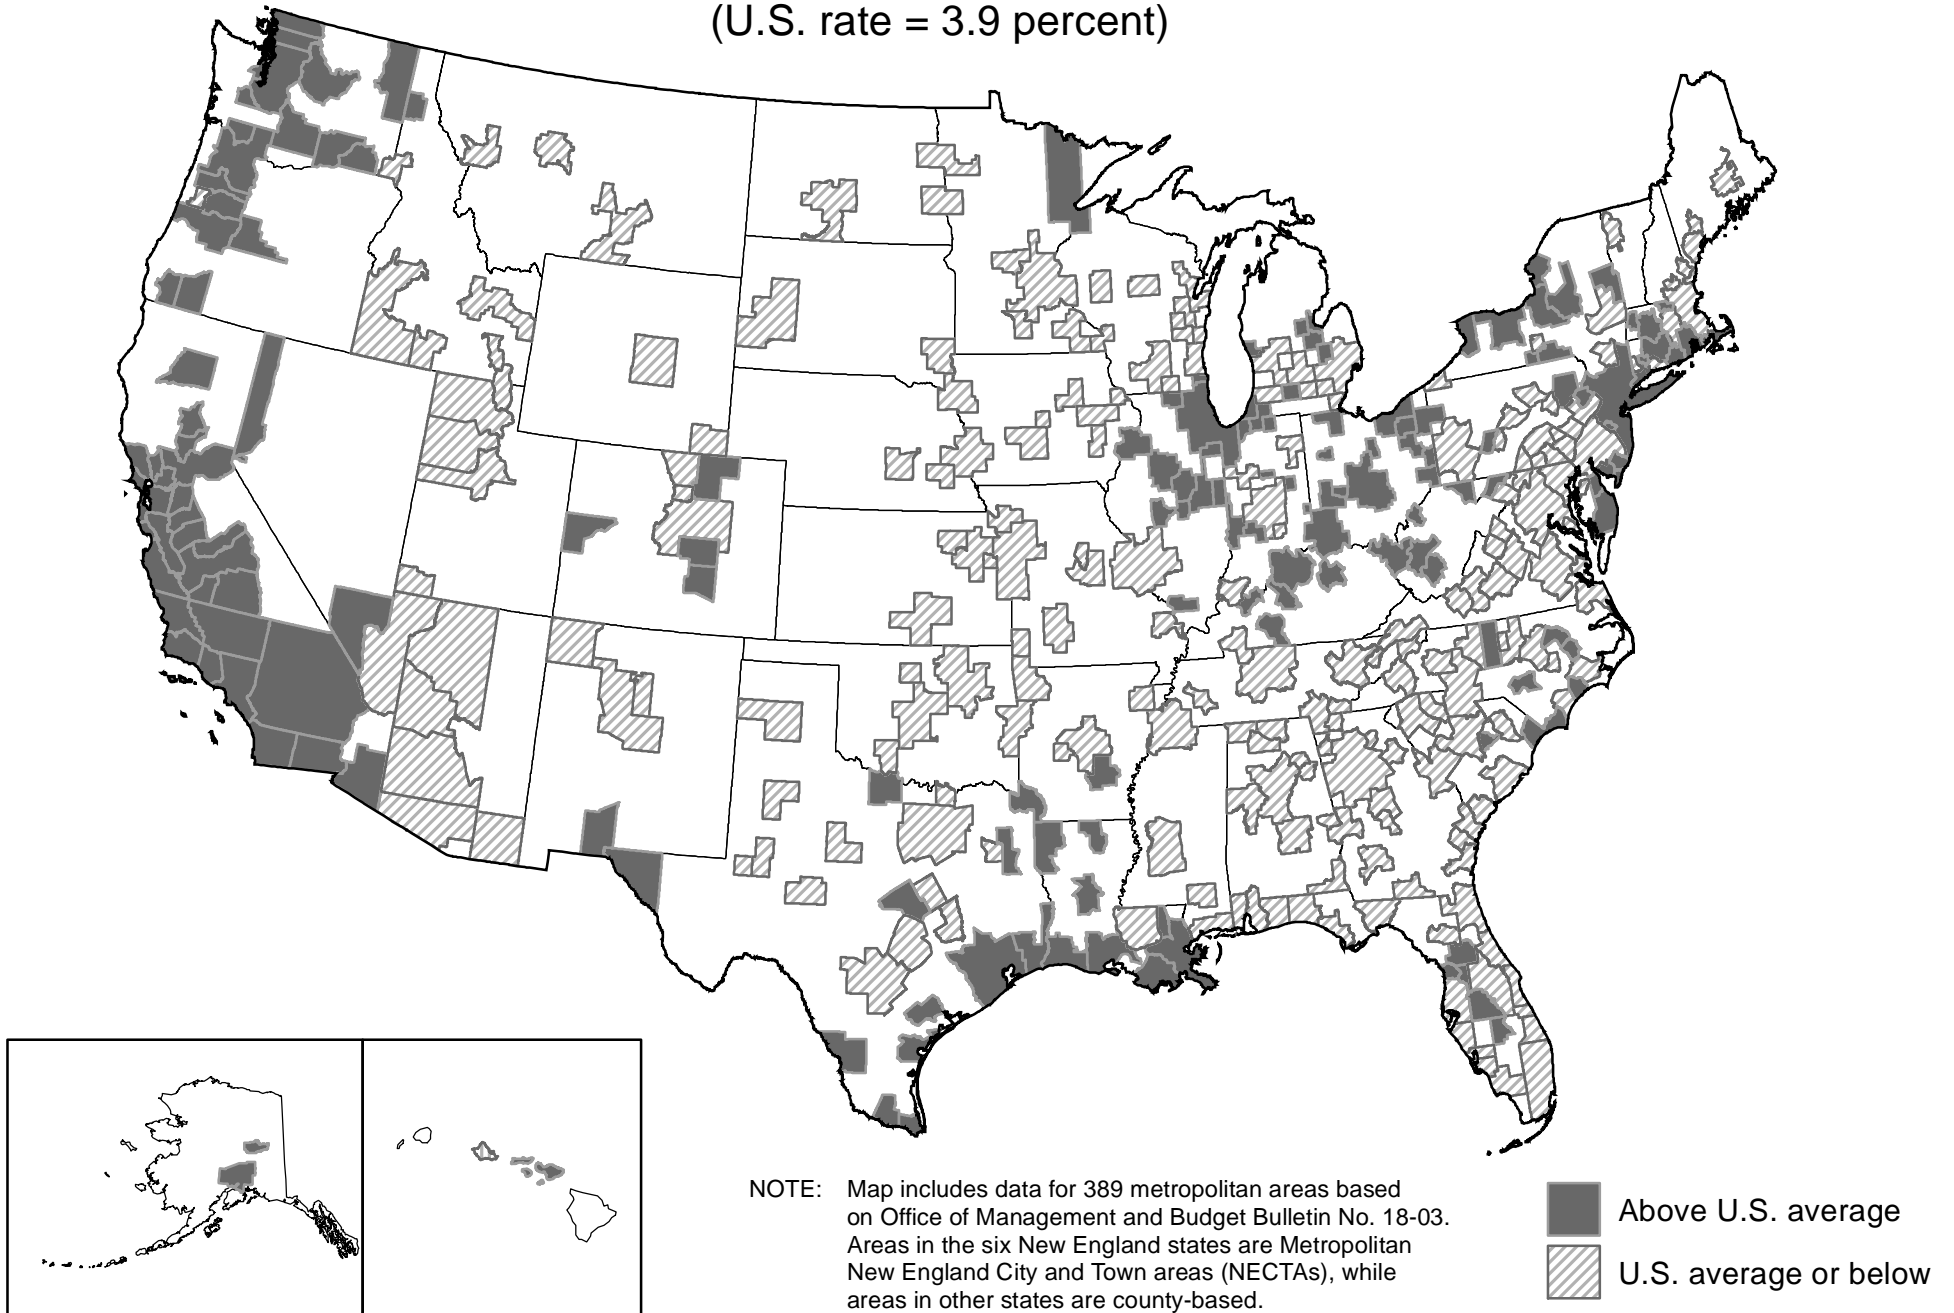 (U.S. rate = 3.9 percent)
NOTE: Map includes data for 389 metropolitan areas based
on Office of Management and Budget Bulletin No. 18-03.
Areas in the six New England states are Metropolitan
New England City and Town areas (NECTAs), while
areas in other states are county-based.
Above U.S. average
U.S. average or below